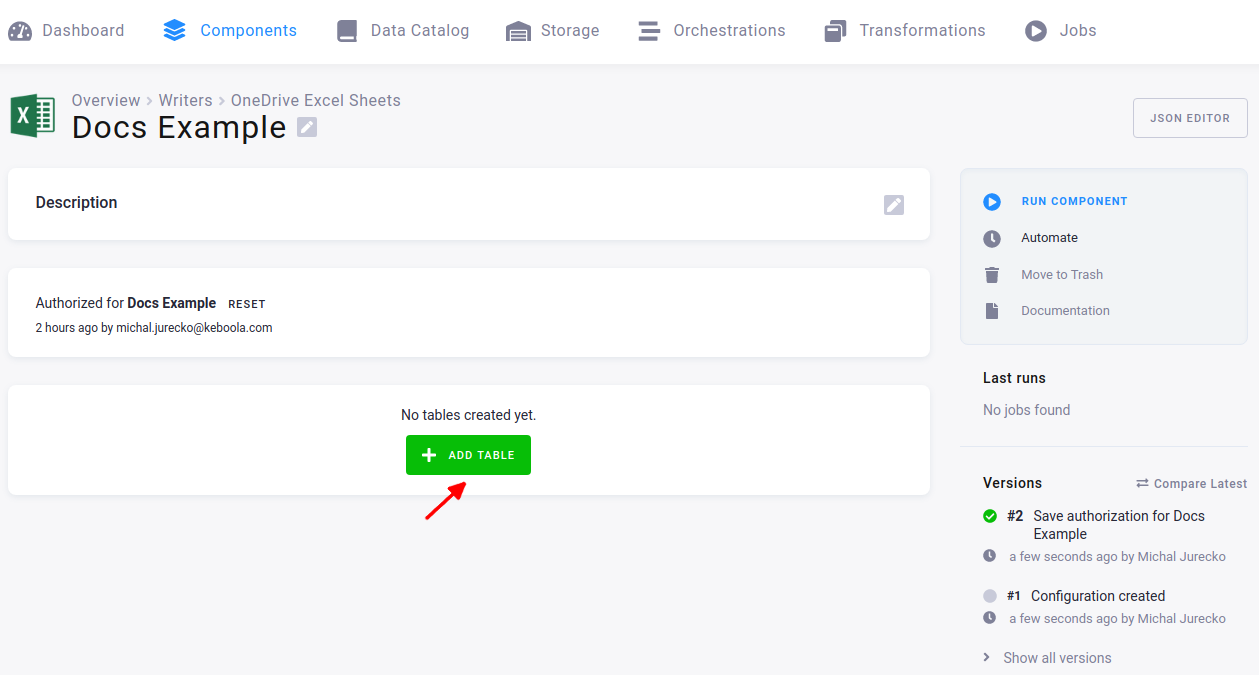 Dashboard Components Data Catalog Storage Orchestrations Transformations Jobs
X
Overview > Writers > OneDrive Excel Sheets
Docs Example
JSON EDITOR
Description
Authorized for Docs Example RESET
2 hours ago by michal.jurecko@keboola.com
No tables created yet.
+ ADD TABLE
RUN COMPONENT
Automate
Move to Trash
Documentation
Last runs
No jobs found
Versions Compare Latest
#2 Save authorization for Docs
Example
a few seconds ago by Michal Jurecko
#1 Configuration created
a few seconds ago by Michal Jurecko
> Show all versions